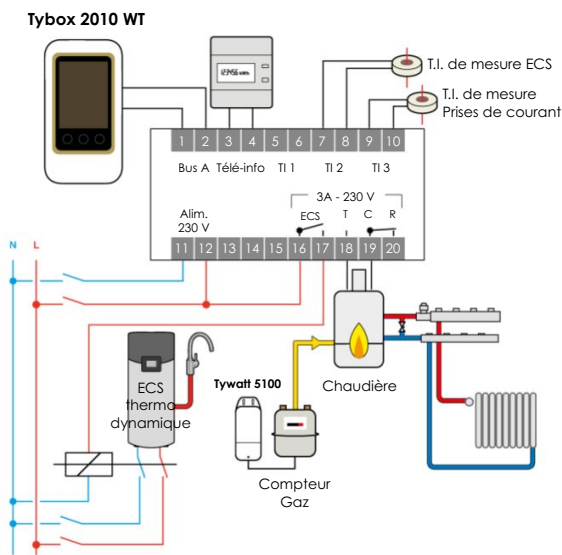 Tybox 2010 WT
123456 kWh
T.I. de mesure ECS
T.I. de mesure
Prises de courant
1 2 3 4 5 6 7 8 9 10
Bus A Télé-info TI 1 TI 2 TI 3
3A - 230 V
Alim.
230 V
ECS T C R
11 12 13 14 15 16 17 18 19 20
N L
ECS
thermo
dynamique
Tywatt 5100
Chaudière
Compteur
Gaz